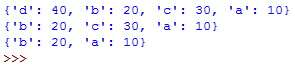 {'d': 40, 'b': 20, 'c': 30, 'a': 10}
{'b': 20, 'c': 30, 'a': 10}
{'b': 20, 'a': 10}
>>>